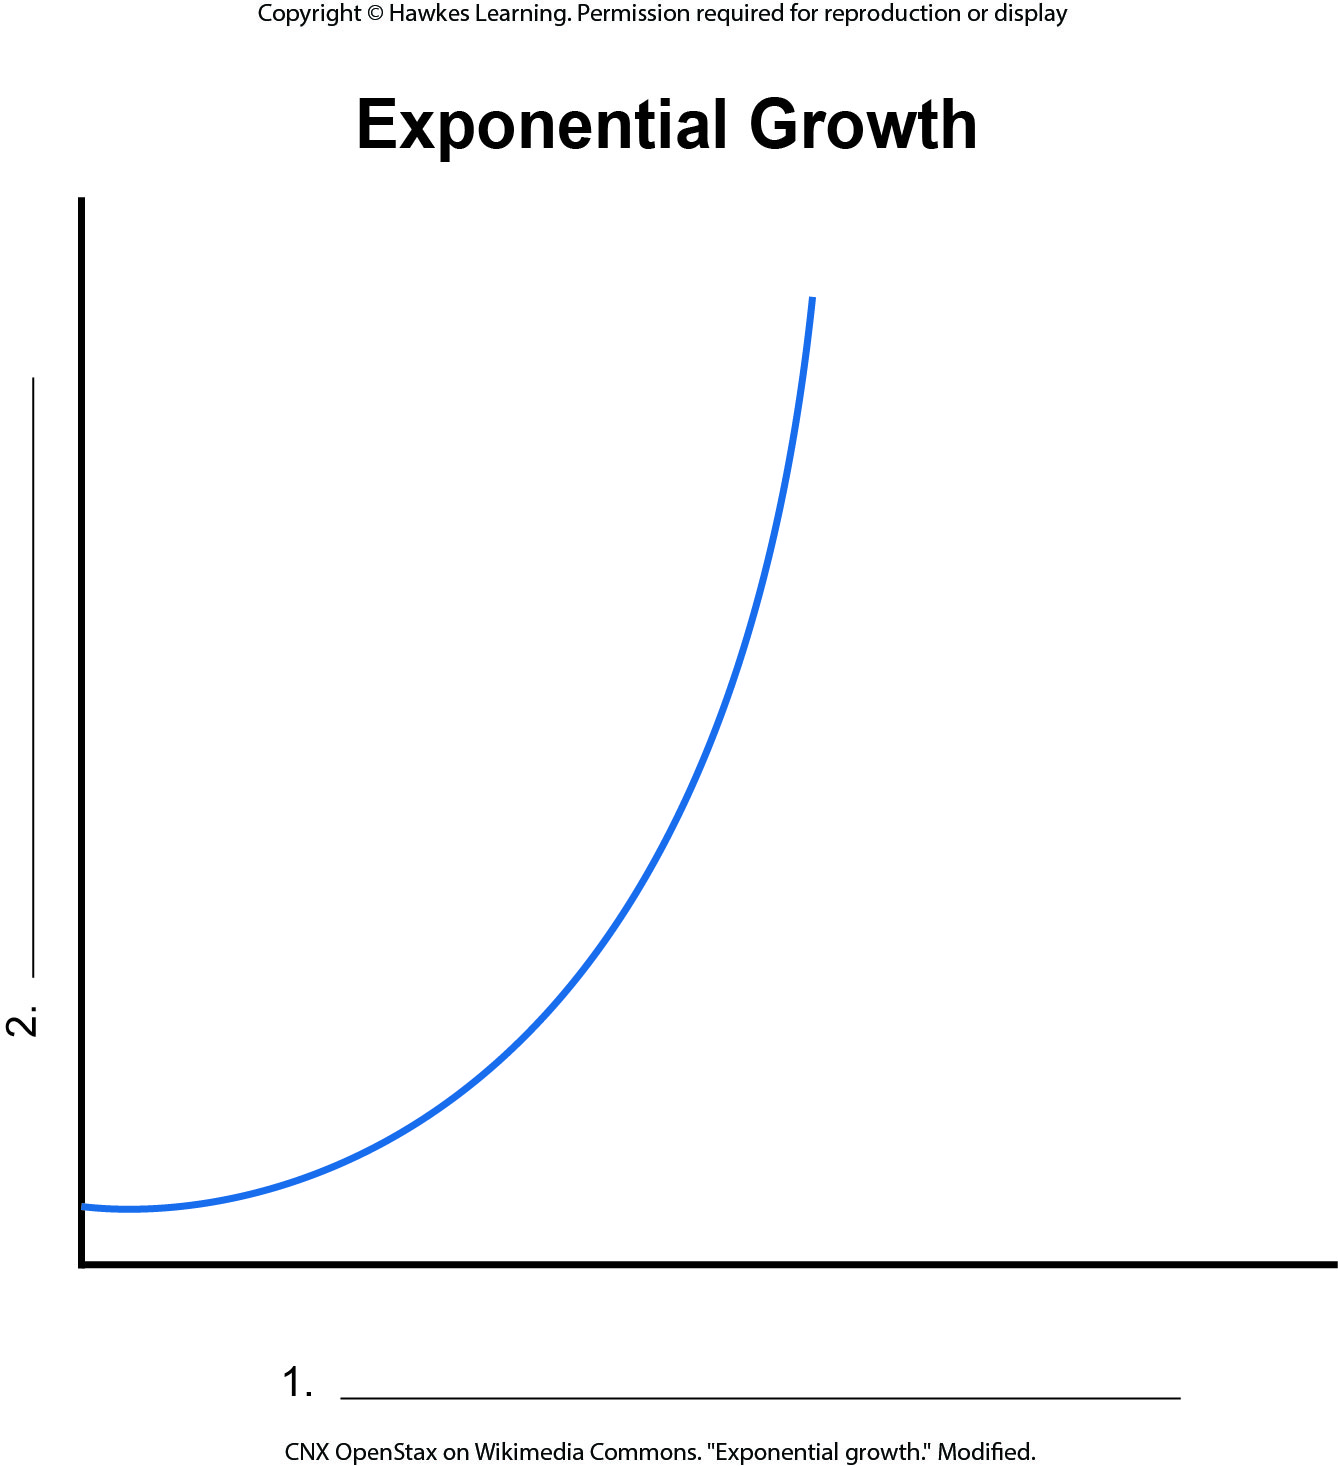 Copyright © Hawkes Learning. Permission required for reproduction or display
Exponential Growth
2.
1.
CNX OpenStax on Wikimedia Commons. "Exponential growth." Modified.